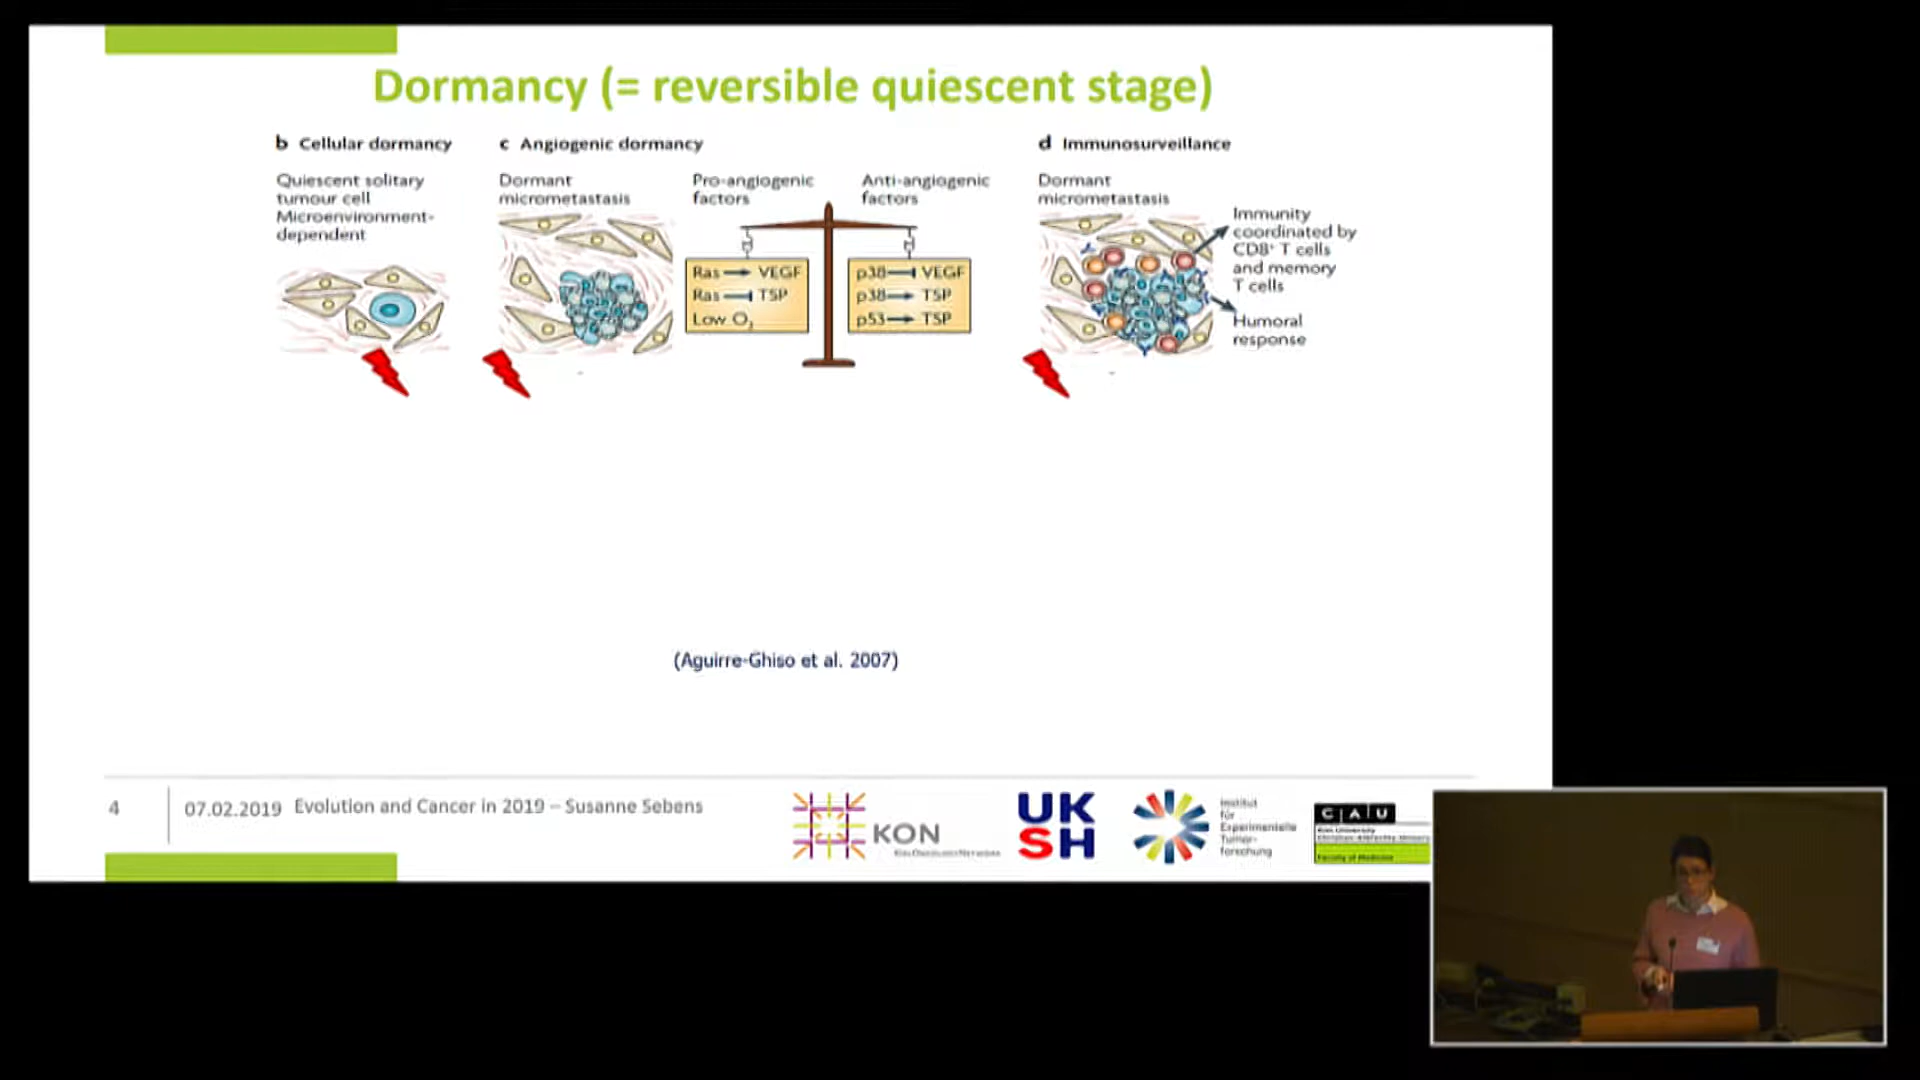 Dormancy (= reversible quiescent stage)
b Cellular dormancy
Quiescent solitary
tumour cell
Microenvironment-
dependent
c Angiogenic dormancy
Dormant
micrometastasis
Pro-angiogenic
factors
Ras → VEGF
Ras ⊣ TSP
Low O₂
Anti-angiogenic
factors
p38 ⊣ VEGF
p38 → TSP
p53 → TSP
d Immunosurveillance
Dormant
micrometastasis
Immunity
coordinated by
CD8⁺ T cells
and memory
T cells
Humoral
response
(Aguirre-Ghiso et al. 2007)
4
07.02.2019 Evolution and Cancer in 2019 – Susanne Sebens
KON
UK
SH
Institut
für
Experimentelle
Tumor-
forschung
C A U
Faculty of Medicine